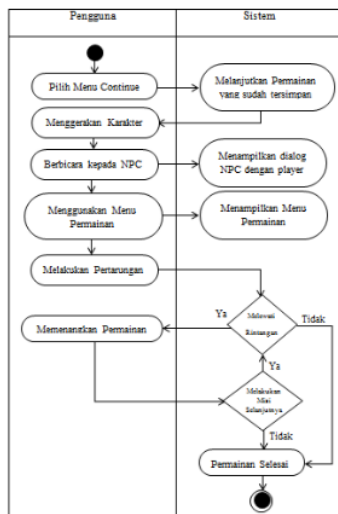 Pengguna
Sistem
Pilih Menu Continue
Melanjutkan Permainan
yang sudah tersimpan
Menggerakan Karakter
Berbicara kepada NPC
Menampilkan dialog
NPC dengan player
Menggunakan Menu
Permainan
Menampilkan Menu
Permainan
Melakukan Pertarungan
Melewati
Rintangan
Ya
Tidak
Memenangkan Permainan
Ya
Melakukan
Misi
Selanjutnya
Tidak
Permainan Selesai